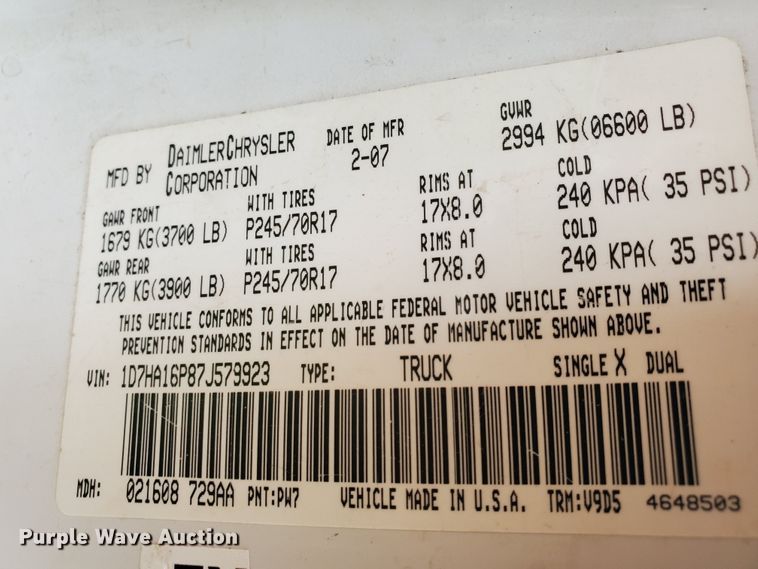 MFD BY DAIMLERCHRYSLER CORPORATION
DATE OF MFR 2-07
GVWR 2994 KG(06600 LB)
GAWR FRONT WITH TIRES RIMS AT COLD
1679 KG(3700 LB) P245/70R17 17X8.0 240 KPA( 35 PSI)
GAWR REAR WITH TIRES RIMS AT COLD
1770 KG(3900 LB) P245/70R17 17X8.0 240 KPA( 35 PSI)
THIS VEHICLE CONFORMS TO ALL APPLICABLE FEDERAL MOTOR VEHICLE SAFETY AND THEFT
PREVENTION STANDARDS IN EFFECT ON THE DATE OF MANUFACTURE SHOWN ABOVE.
VIN: 1D7HA16P87J579923 TYPE: TRUCK SINGLE X DUAL
MDH: 021608 729AA PNT:PW7 VEHICLE MADE IN U.S.A. TRM:V9D5 4648503
Purple Wave Auction